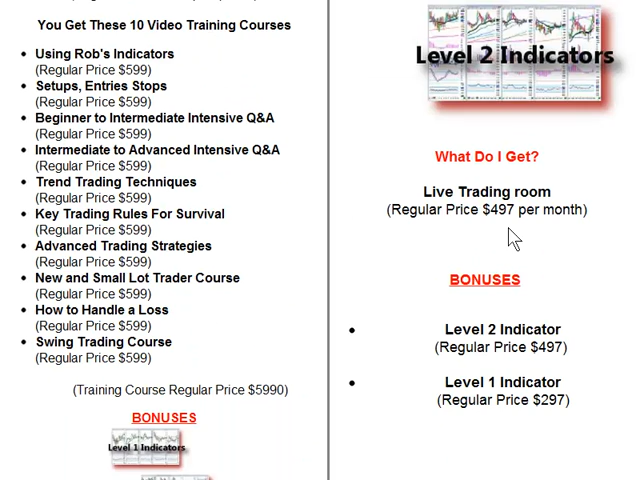 You Get These 10 Video Training Courses
Using Rob's Indicators
(Regular Price $599)
Setups, Entries Stops
(Regular Price $599)
Beginner to Intermediate Intensive Q&A
(Regular Price $599)
Intermediate to Advanced Intensive Q&A
(Regular Price $599)
Trend Trading Techniques
(Regular Price $599)
Key Trading Rules For Survival
(Regular Price $599)
Advanced Trading Strategies
(Regular Price $599)
New and Small Lot Trader Course
(Regular Price $599)
How to Handle a Loss
(Regular Price $599)
Swing Trading Course
(Regular Price $599)
(Training Course Regular Price $5990)
BONUSES
Level 1 Indicators
Level 2 Indicators
What Do I Get?
Live Trading room
(Regular Price $497 per month)
BONUSES
Level 2 Indicator
(Regular Price $497)
Level 1 Indicator
(Regular Price $297)